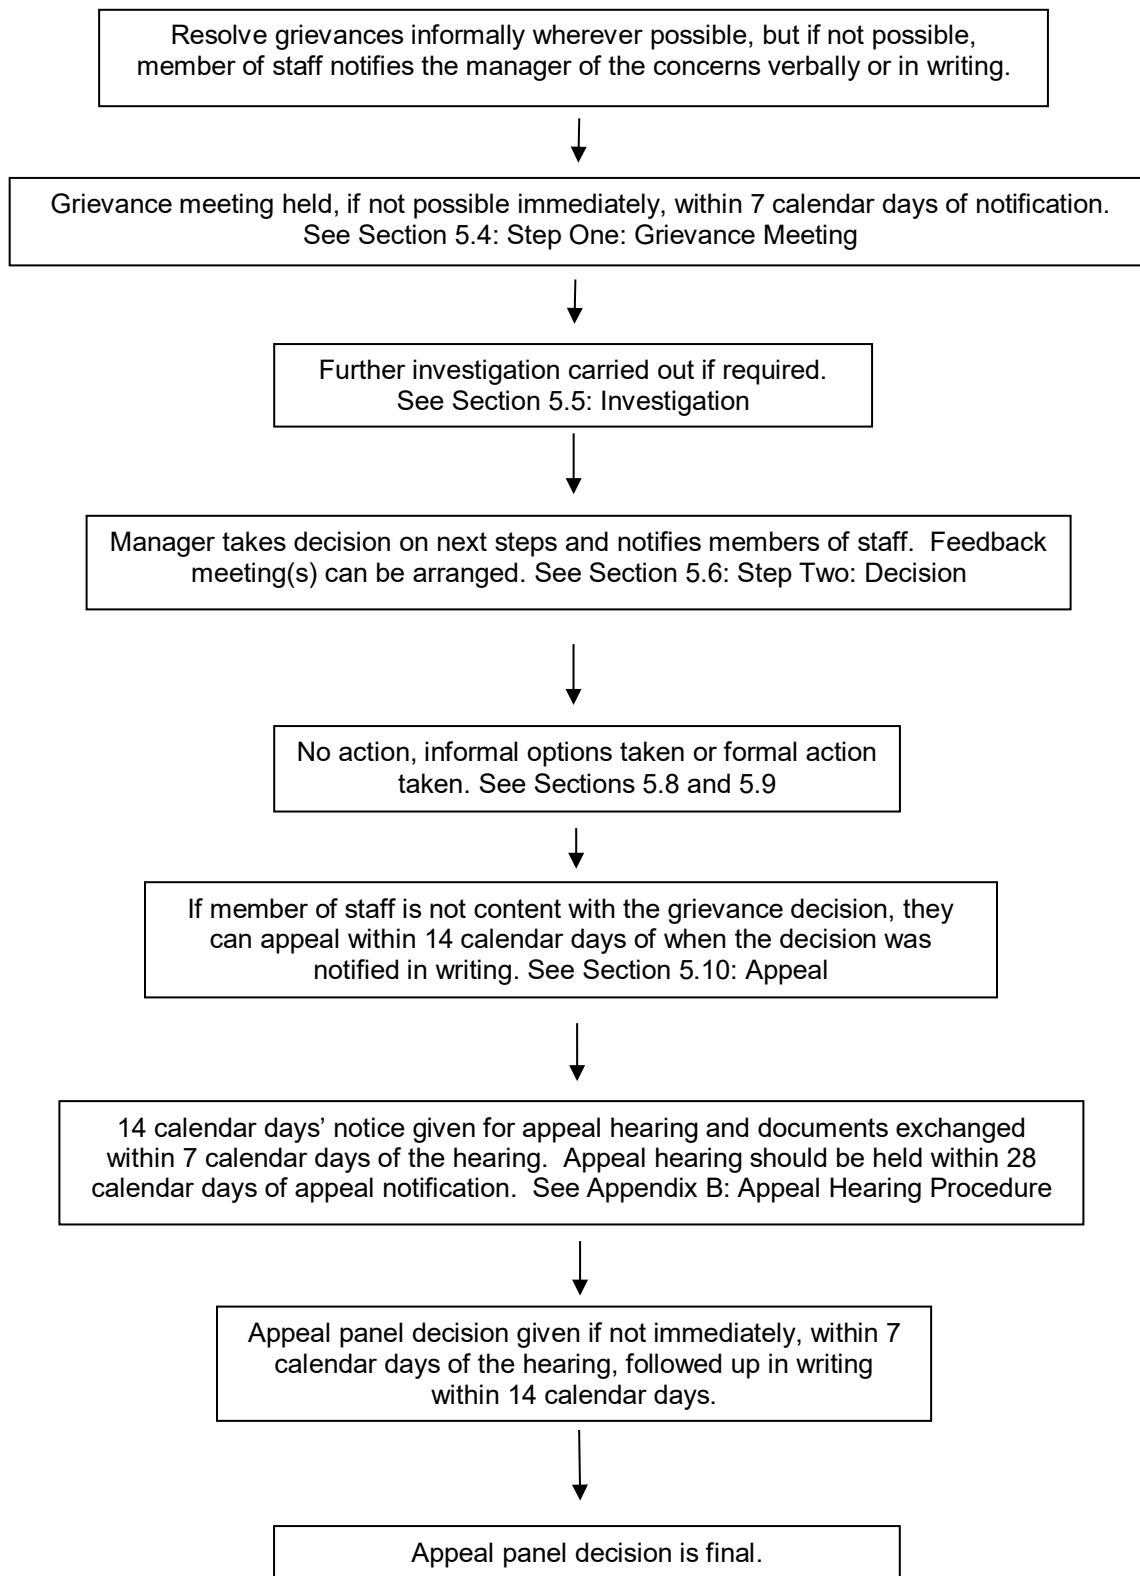 Resolve grievances informally wherever possible, but if not possible,
member of staff notifies the manager of the concerns verbally or in writing.
Grievance meeting held, if not possible immediately, within 7 calendar days of notification.
See Section 5.4: Step One: Grievance Meeting
Further investigation carried out if required.
See Section 5.5: Investigation
Manager takes decision on next steps and notifies members of staff.  Feedback
meeting(s) can be arranged. See Section 5.6: Step Two: Decision
No action, informal options taken or formal action
taken. See Sections 5.8 and 5.9
If member of staff is not content with the grievance decision, they
can appeal within 14 calendar days of when the decision was
notified in writing. See Section 5.10: Appeal
14 calendar days’ notice given for appeal hearing and documents exchanged
within 7 calendar days of the hearing.  Appeal hearing should be held within 28
calendar days of appeal notification.  See Appendix B: Appeal Hearing Procedure
Appeal panel decision given if not immediately, within 7
calendar days of the hearing, followed up in writing
within 14 calendar days.
Appeal panel decision is final.